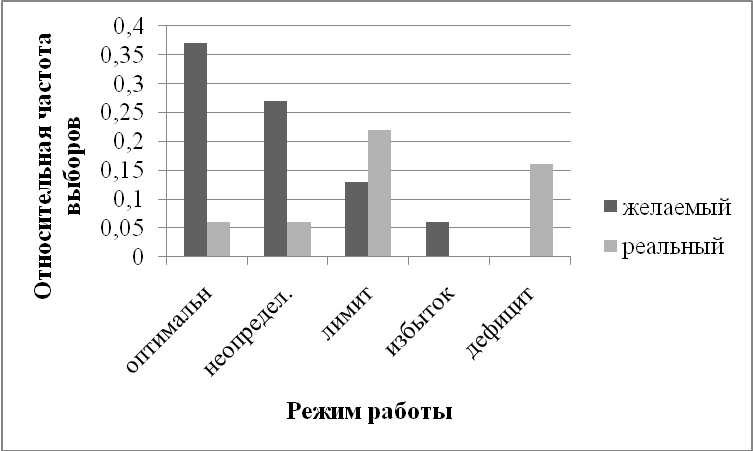 Относительная частота
выборов
0,4
0,35
0,3
0,25
0,2
0,15
0,1
0,05
0
оптимальн
неопредел.
лимит
избыток
дефицит
Режим работы
желаемый
реальный